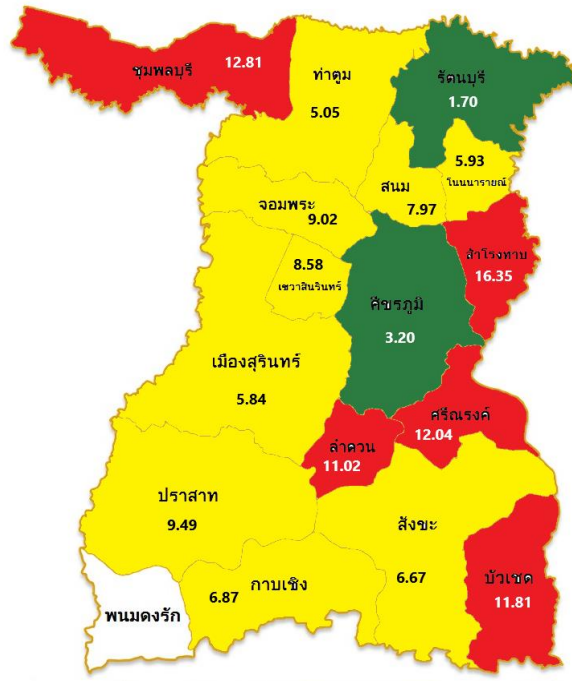 ชุมพลบุรี
12.81
ท่าตูม
5.05
รัตนบุรี
1.70
5.93
โนนนารายณ์
สนม
7.97
จอมพระ
9.02
สำโรงทาบ
16.35
8.58
เขวาสินรินทร์
ศีขรภูมิ
3.20
เมืองสุรินทร์
5.84
ศรีณรงค์
12.04
ลำดวน
11.02
ปราสาท
9.49
สังขะ
6.67
บัวเชด
11.81
กาบเชิง
6.87
พนมดงรัก